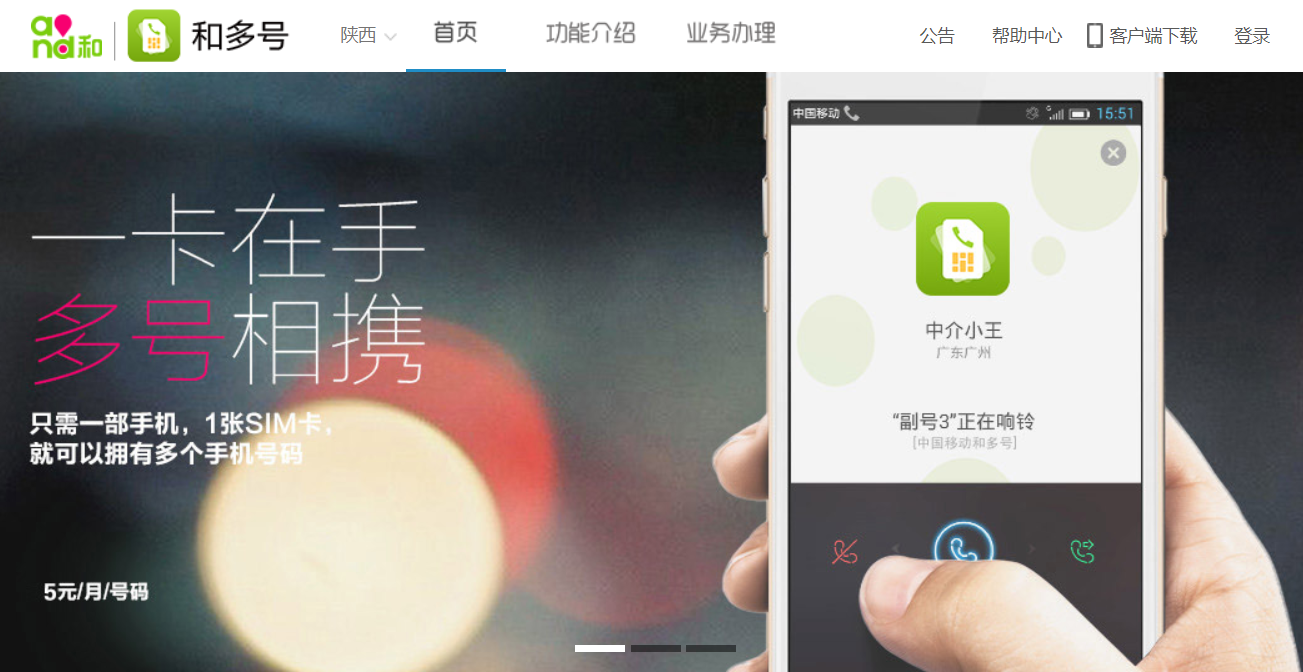 and和
和多号
陕西
首页
功能介绍
业务办理
公告
帮助中心
客户端下载
登录
一卡在手
多号相携
只需一部手机，1张SIM卡，
就可以拥有多个手机号码
5元/月/号码
中国移动
G
15:51
中介小王
广东广州
“副号3”正在响铃
[中国移动和多号]